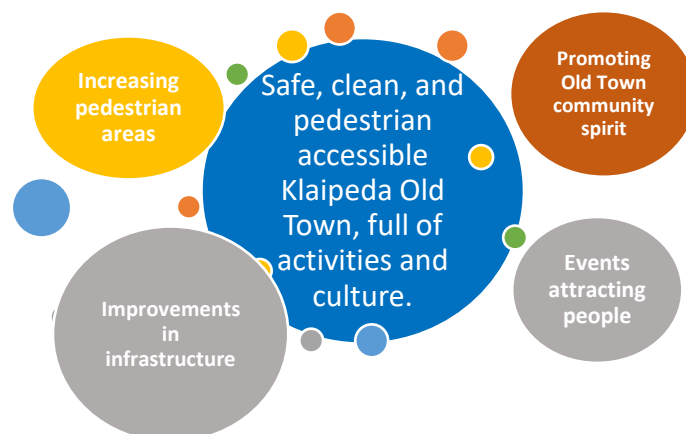 Increasing
pedestrian
areas
Safe, clean, and
pedestrian
accessible
Klaipeda Old
Town, full of
activities and
culture.
Promoting
Old Town
community
spirit
Improvements
in
infrastructure
Events
attracting
people